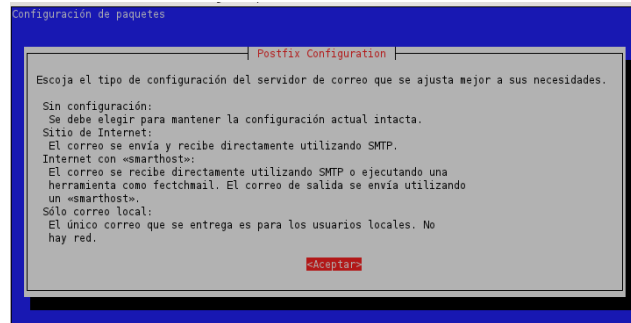 Configuración de paquetes
Postfix Configuration
Escoja el tipo de configuración del servidor de correo que se ajusta mejor a sus necesidades.
Sin configuración:
Se debe elegir para mantener la configuración actual intacta.
Sitio de Internet:
El correo se envía y recibe directamente utilizando SMTP.
Internet con «smarthost»:
El correo se recibe directamente utilizando SMTP o ejecutando una
herramienta como fectchmail. El correo de salida se envía utilizando
un «smarthost».
Sólo correo local:
El único correo que se entrega es para los usuarios locales. No
hay red.
<Aceptar>